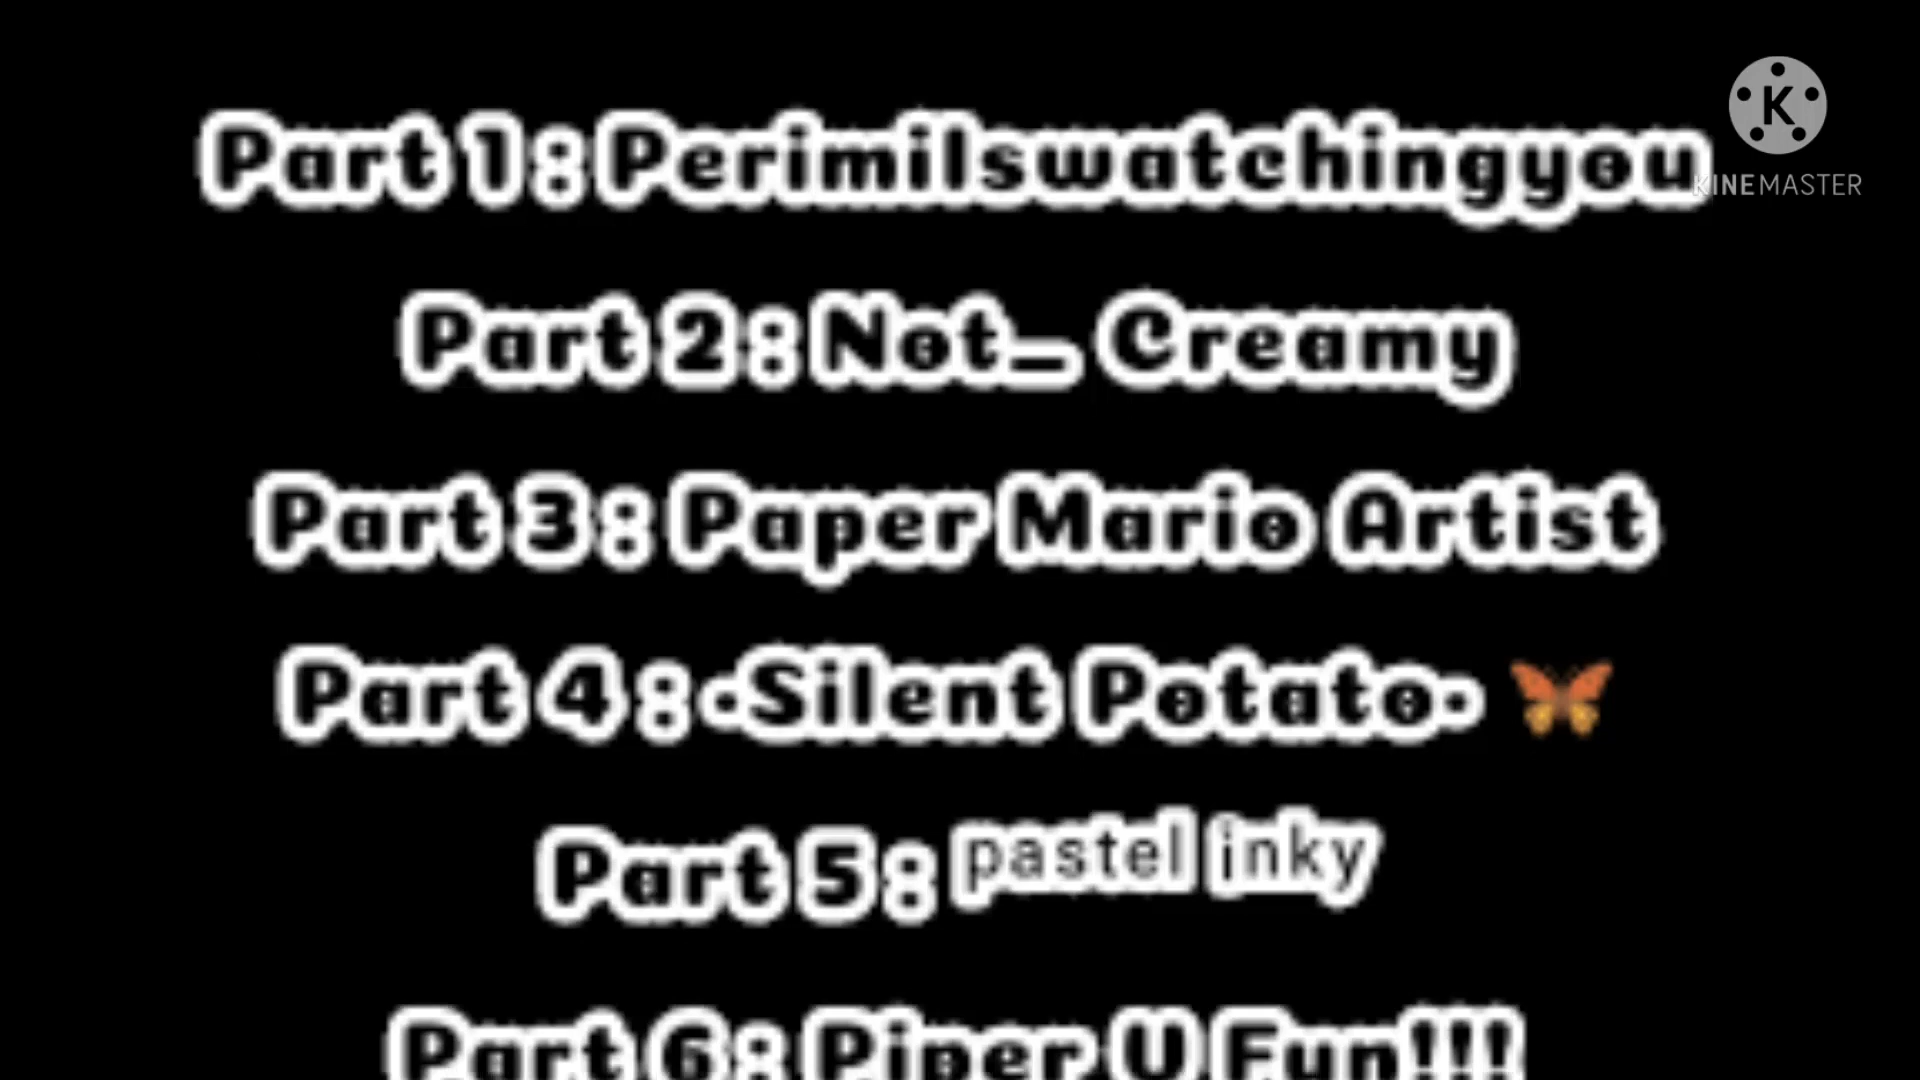 Part 1: Perimilswatchingyou
K
KINEMASTER
Part 2: Not_ Creamy
Part 3: Paper Mario Artist
Part 4: •Silent Potato• 🦋
Part 5: pastel inky
Part 6: Piper U Fun!!!